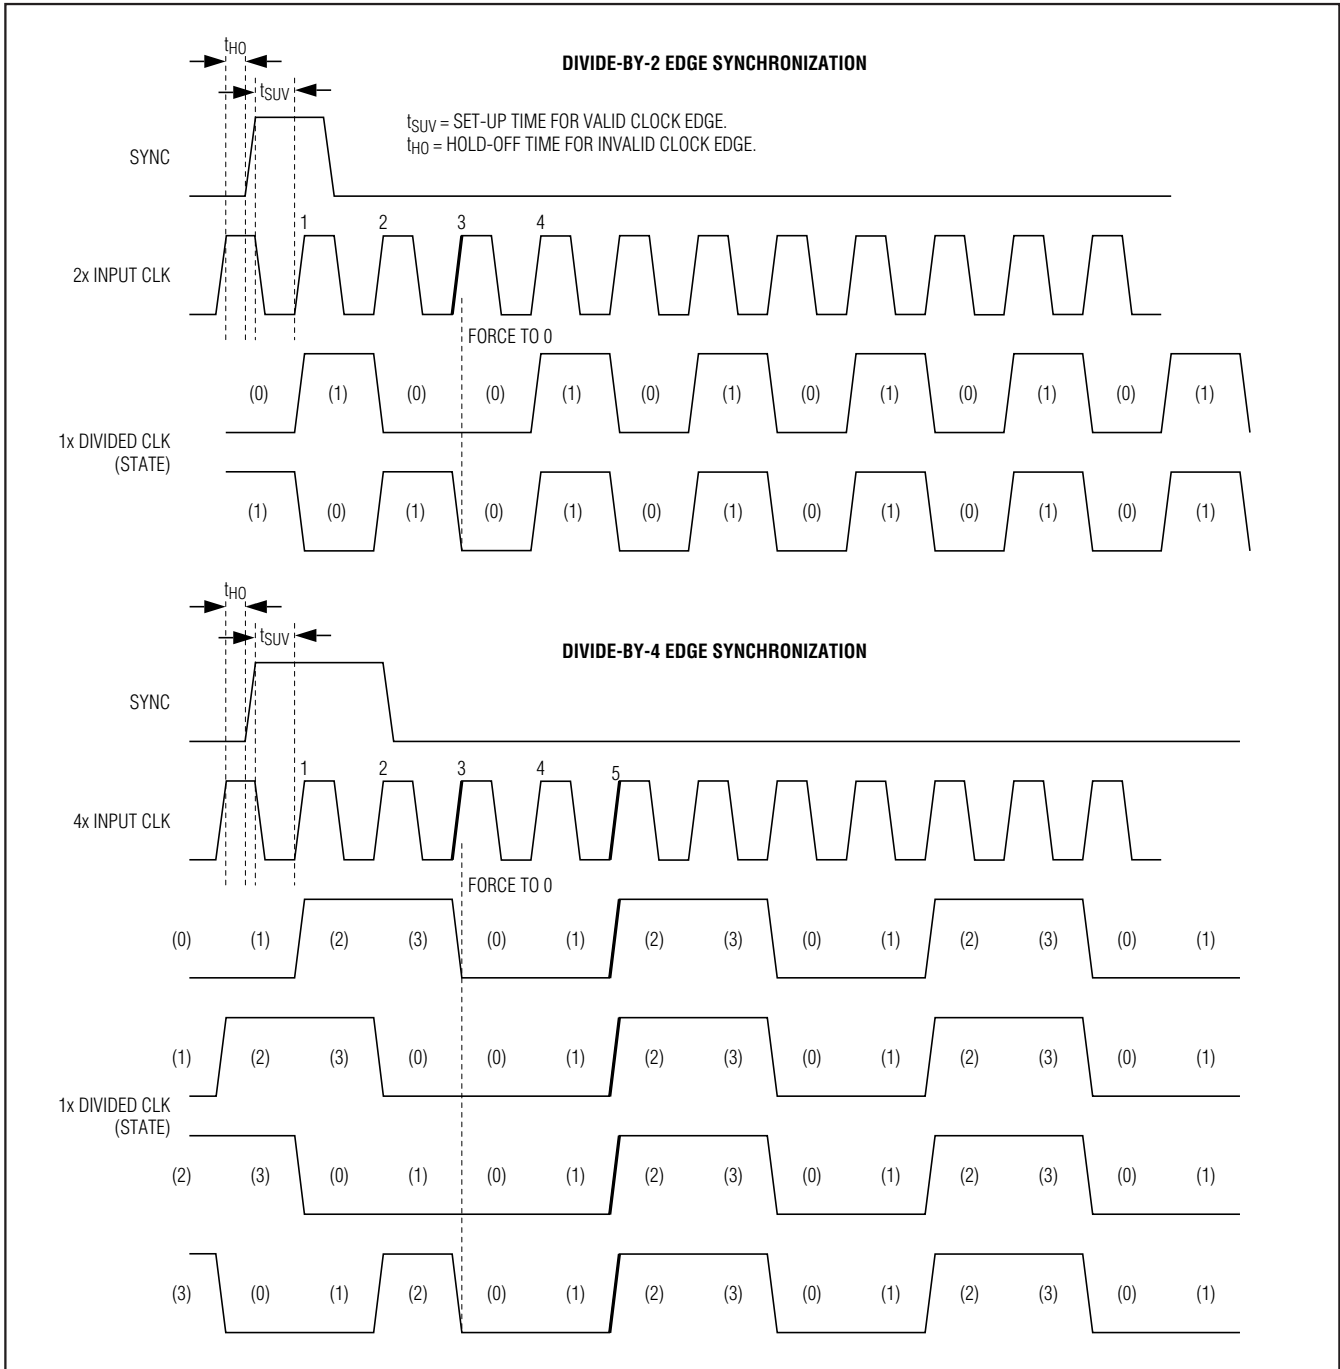 tHO
DIVIDE-BY-2 EDGE SYNCHRONIZATION
tSUV
tSUV = SET-UP TIME FOR VALID CLOCK EDGE.
tHO = HOLD-OFF TIME FOR INVALID CLOCK EDGE.
SYNC
1 2 3 4
2x INPUT CLK
FORCE TO 0
(0) (1) (0) (0) (1) (0) (1) (0) (1) (0) (1) (0) (1)
1x DIVIDED CLK
(STATE)
(1) (0) (1) (0) (1) (0) (1) (0) (1) (0) (1) (0) (1)
tHO
tSUV
DIVIDE-BY-4 EDGE SYNCHRONIZATION
SYNC
1 2 3 4 5
4x INPUT CLK
FORCE TO 0
(0) (1) (2) (3) (0) (1) (2) (3) (0) (1) (2) (3) (0) (1)
(1) (2) (3) (0) (0) (1) (2) (3) (0) (1) (2) (3) (0) (1)
1x DIVIDED CLK
(STATE)
(2) (3) (0) (1) (0) (1) (2) (3) (0) (1) (2) (3) (0) (1)
(3) (0) (1) (2) (0) (1) (2) (3) (0) (1) (2) (3) (0) (1)